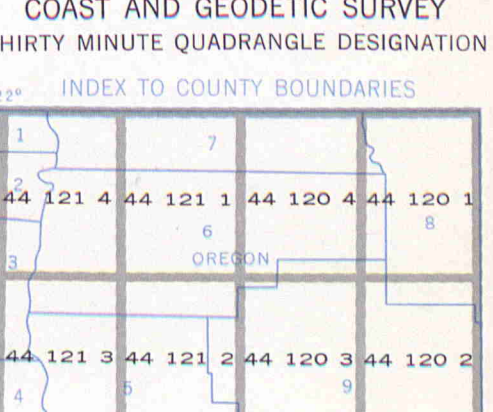 COAST AND GEODETIC SURVEY
HIRTY MINUTE QUADRANGLE DESIGNATION
22° INDEX TO COUNTY BOUNDARIES
1 7
2
44 121 4 44 121 1 44 120 4 44 120 1
6 8
3 OREGON
44 121 3 44 121 2 44 120 3 44 120 2
4 5 9